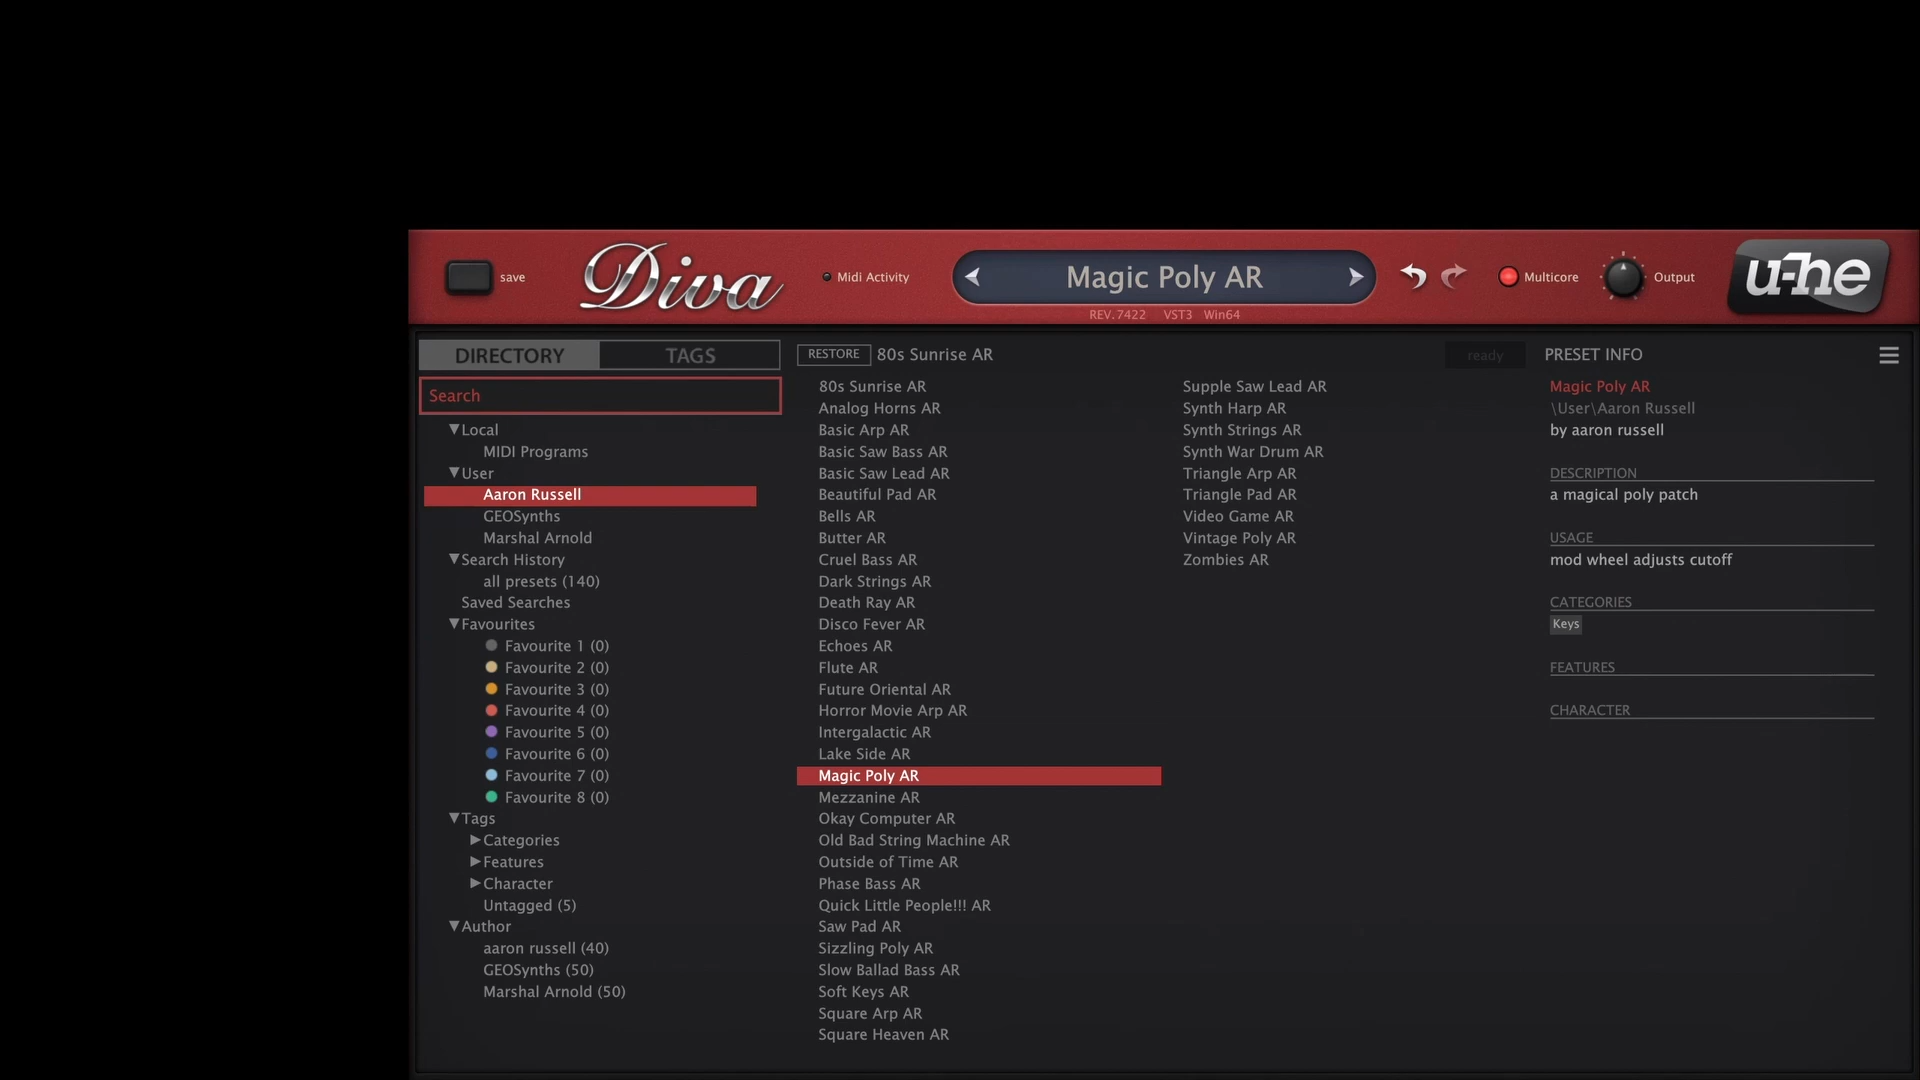 save
Diva
Midi Activity
Magic Poly AR
Multicore
Output
u-he
REV.7422 VST3 Win64
DIRECTORY
TAGS
RESTORE
80s Sunrise AR
ready
PRESET INFO
Search
Local
MIDI Programs
User
Aaron Russell
GEOSynths
Marshal Arnold
Search History
all presets (140)
Saved Searches
Favourites
Favourite 1 (0)
Favourite 2 (0)
Favourite 3 (0)
Favourite 4 (0)
Favourite 5 (0)
Favourite 6 (0)
Favourite 7 (0)
Favourite 8 (0)
Tags
Categories
Features
Character
Untagged (5)
Author
aaron russell (40)
GEOSynths (50)
Marshal Arnold (50)
80s Sunrise AR
Analog Horns AR
Basic Arp AR
Basic Saw Bass AR
Basic Saw Lead AR
Beautiful Pad AR
Bells AR
Butter AR
Cruel Bass AR
Dark Strings AR
Death Ray AR
Disco Fever AR
Echoes AR
Flute AR
Future Oriental AR
Horror Movie Arp AR
Intergalactic AR
Lake Side AR
Magic Poly AR
Mezzanine AR
Okay Computer AR
Old Bad String Machine AR
Outside of Time AR
Phase Bass AR
Quick Little People!!! AR
Saw Pad AR
Sizzling Poly AR
Slow Ballad Bass AR
Soft Keys AR
Square Arp AR
Square Heaven AR
Supple Saw Lead AR
Synth Harp AR
Synth Strings AR
Synth War Drum AR
Triangle Arp AR
Triangle Pad AR
Video Game AR
Vintage Poly AR
Zombies AR
Magic Poly AR
\User\Aaron Russell
by aaron russell
DESCRIPTION
a magical poly patch
USAGE
mod wheel adjusts cutoff
CATEGORIES
Keys
FEATURES
CHARACTER